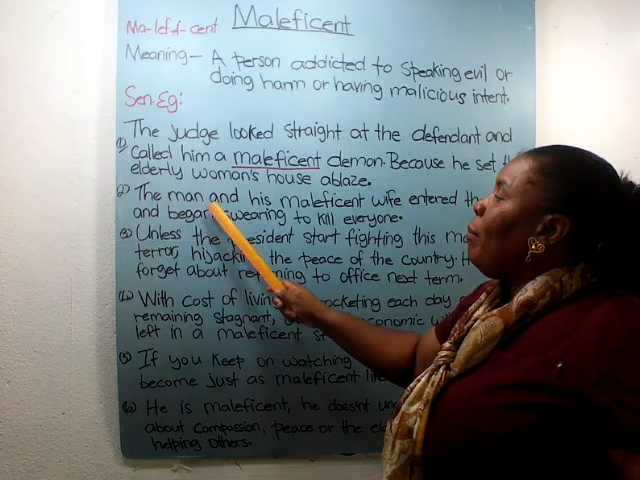 Maleficent
Ma-lef-i-cent
Meaning- A person addicted to speaking evil or
doing harm or having malicious intent.
Sen. Eg:
(1) The Judge looked straight at the defendant and
called him a maleficent demon. Because he set
elderly woman's house ablaze.
(2) The man and his maleficent wife entered
and began swearing to kill everyone.
(3) Unless the President start fighting this
terror, hijacking the peace of the country.
forget about returning to office next term.
With cost of living rocketing each day
remaining stagnant, economic
left in a maleficent
(5) If you keep on watching
become Just as maleficent
He is maleficent, he doesn't
about compassion, peace or the
helping others.